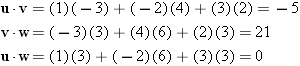 u · v = (1)(−3) + (−2)(4) + (3)(2) = −5
v · w = (−3)(3) + (4)(6) + (2)(3) = 21
u · w = (1)(3) + (−2)(6) + (3)(3) = 0